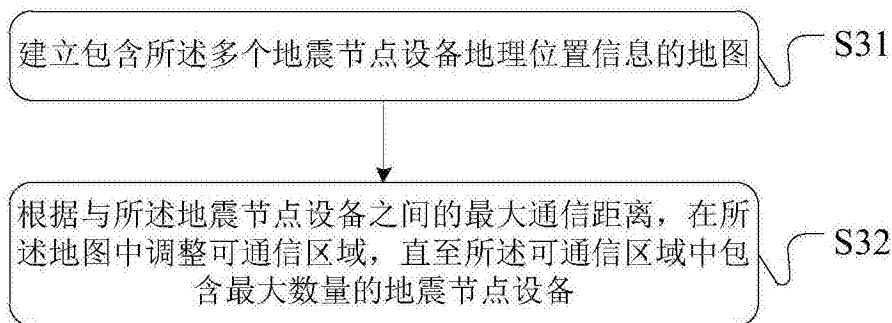 建立包含所述多个地震节点设备地理位置信息的地图
S31
根据与所述地震节点设备之间的最大通信距离，在所
述地图中调整可通信区域，直至所述可通信区域中包
含最大数量的地震节点设备
S32